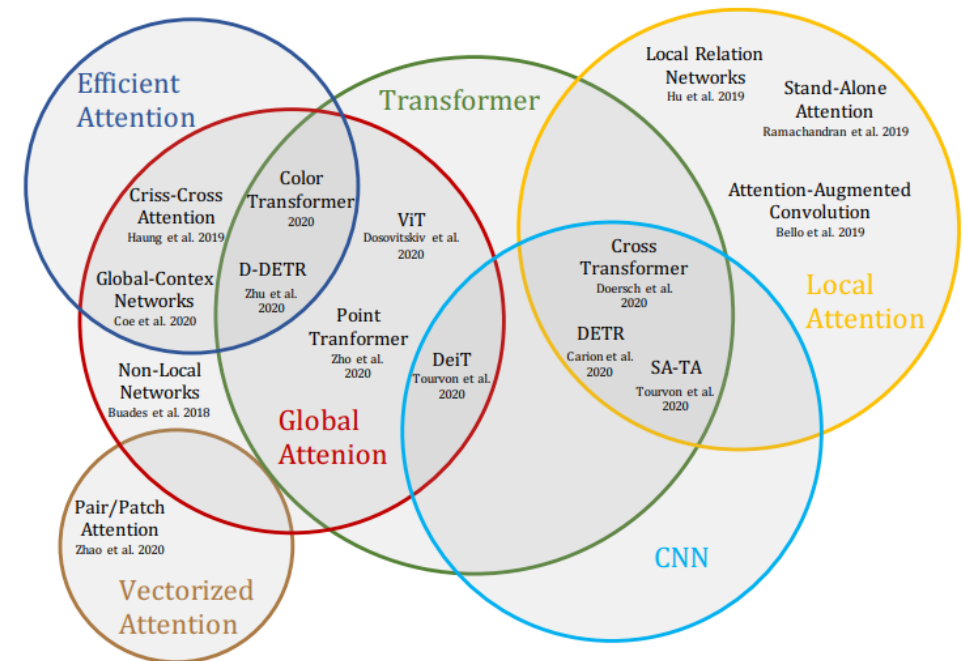 Efficient
Attention
Transformer
Local Relation
Networks
Hu et al. 2019
Stand-Alone
Attention
Ramachandran et al. 2019
Criss-Cross
Attention
Haung et al. 2019
Color
Transformer
2020
ViT
Dosovitskiv et al.
2020
Attention-Augmented
Convolution
Bello et al. 2019
Global-Contex
Networks
Coe et al. 2020
D-DETR
Zhu et al.
2020
Cross
Transformer
Doersch et al.
2020
Local
Attention
Point
Tranformer
Zho et al.
2020
DeiT
Tourvon et al.
2020
DETR
Carion et al.
2020
SA-TA
Tourvon et al.
2020
Non-Local
Networks
Buades et al. 2018
Global
Attenion
Pair/Patch
Attention
Zhao et al. 2020
CNN
Vectorized
Attention